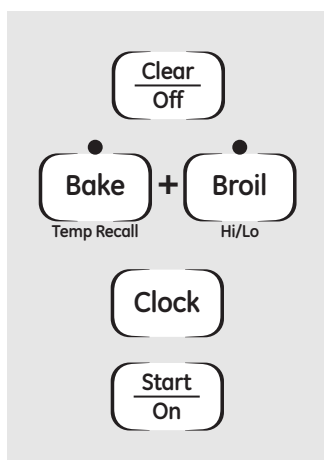 Clear
Off
Bake + Broil
Temp Recall Hi/Lo
Clock
Start
On